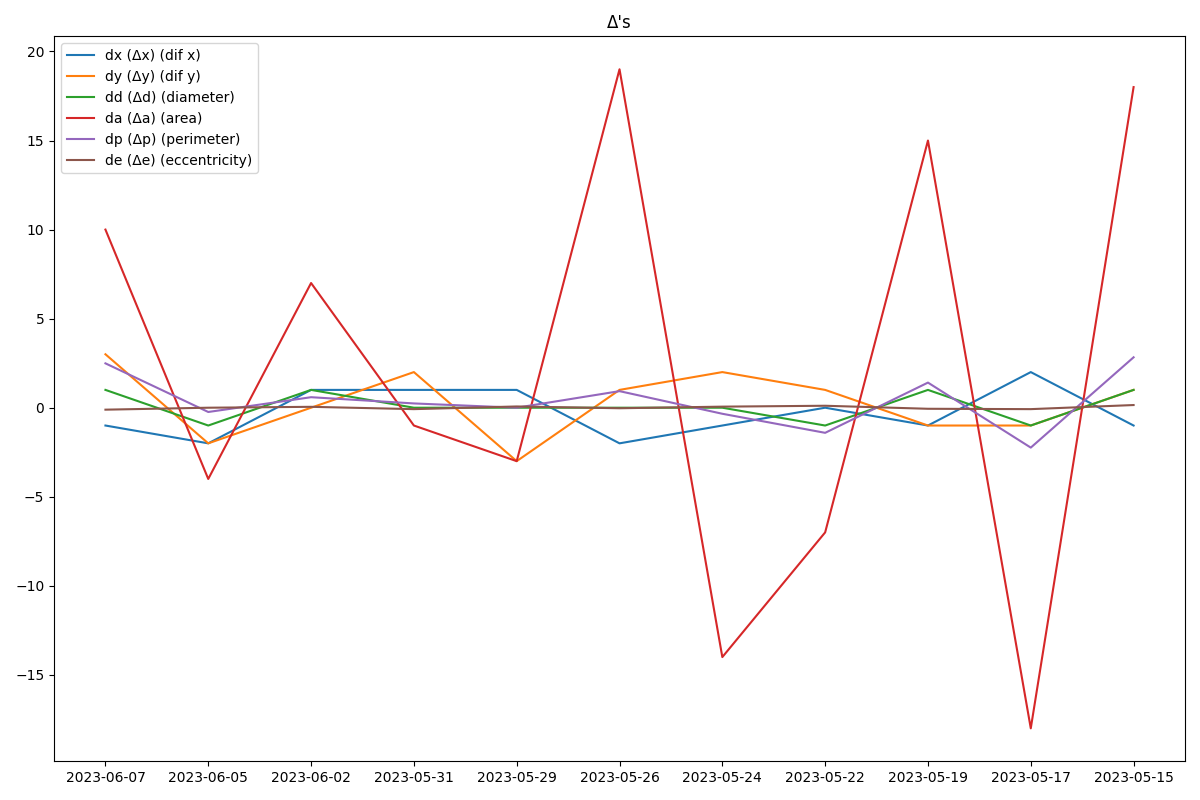 Δ's
dx (Δx) (dif x)
dy (Δy) (dif y)
dd (Δd) (diameter)
da (Δa) (area)
dp (Δp) (perimeter)
de (Δe) (eccentricity)
20
15
10
5
0
−5
−10
−15
2023-06-07 2023-06-05 2023-06-02 2023-05-31 2023-05-29 2023-05-26 2023-05-24 2023-05-22 2023-05-19 2023-05-17 2023-05-15